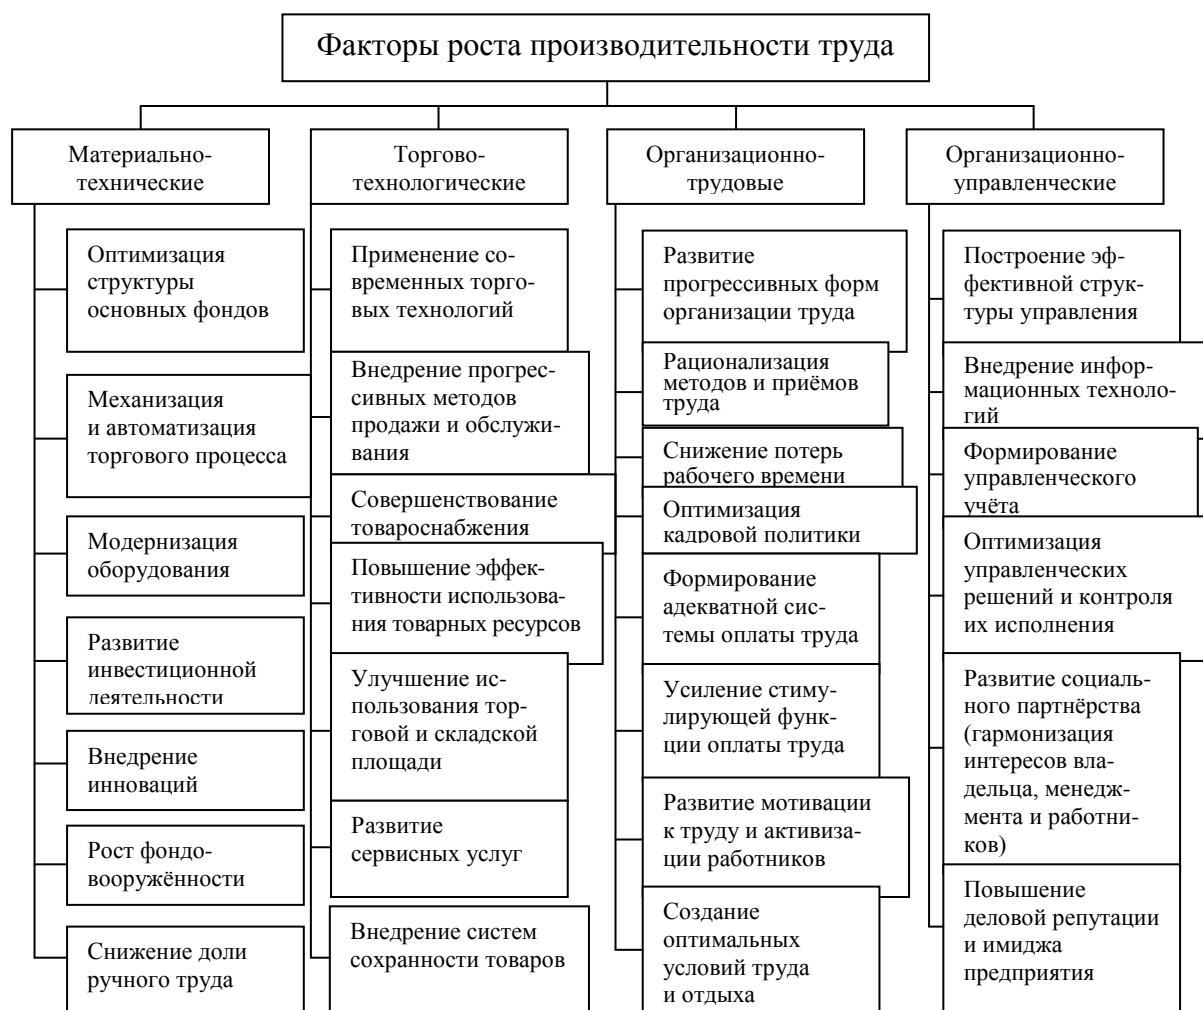 Факторы роста производительности труда
Материально-
технические
Оптимизация
структуры
основных фондов
Механизация
и автоматизация
торгового процесса
Модернизация
оборудования
Развитие
инвестиционной
деятельности
Внедрение
инноваций
Рост фондо-
вооружённости
Снижение доли
ручного труда
Торгово-
технологические
Применение со-
временных торго-
вых технологий
Внедрение прогрес-
сивных методов
продажи и обслужи-
вания
Совершенствование
товароснабжения
Повышение эффек-
тивности использова-
ния товарных ресурсов
Улучшение ис-
пользования тор-
говой и складской
площади
Развитие
сервисных услуг
Внедрение систем
сохранности товаров
Организационно-
трудовые
Развитие
прогрессивных форм
организации труда
Рационализация
методов и приёмов
труда
Снижение потерь
рабочего времени
Оптимизация
кадровой политики
Формирование
адекватной сис-
темы оплаты труда
Усиление стиму-
лирующей функ-
ции оплаты труда
Развитие мотивации
к труду и активиза-
ции работников
Создание
оптимальных
условий труда
и отдыха
Организационно-
управленческие
Построение эф-
фективной струк-
туры управления
Внедрение инфор-
мационных техноло-
гий
Формирование
управленческого
учёта
Оптимизация
управленческих
решений и контроля
их исполнения
Развитие социаль-
ного партнёрства
(гармонизация
интересов вла-
дельца, менедж-
мента и работни-
ков)
Повышение
деловой репутации
и имиджа
предприятия